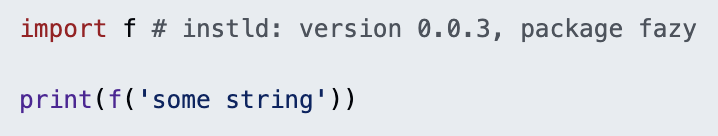 import f # instld: version 0.0.3, package fazy
print(f('some string'))